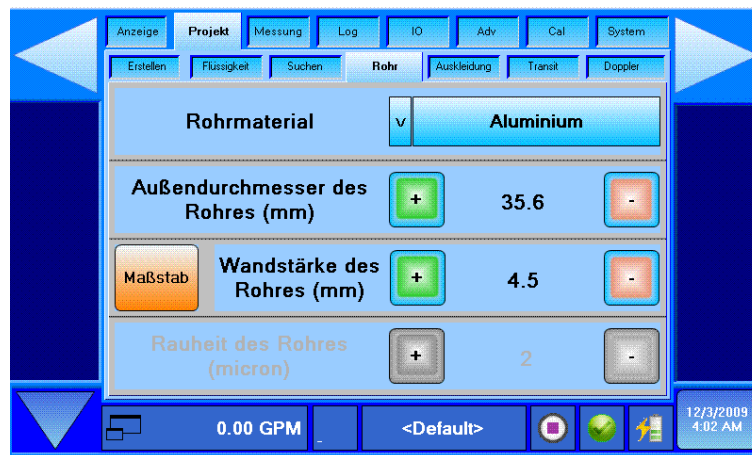 Anzeige Projekt Messung Log IO Adv Cal System
Erstellen Flüssigkeit Suchen Rohr Auskleidung Transit Doppler
Rohrmaterial v Aluminium
Außendurchmesser des
Rohres (mm) + 35.6 -
Maßstab Wandstärke des
Rohres (mm) + 4.5 -
Rauheit des Rohres
(micron) + 2 -
0.00 GPM _ <Default>
12/3/2009
4:02 AM